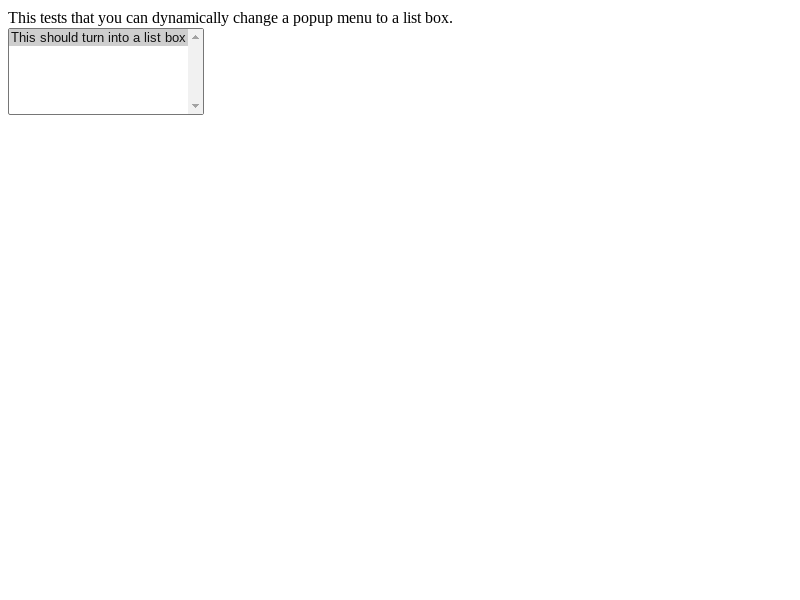 This tests that you can dynamically change a popup menu to a list box.
This should turn into a list box